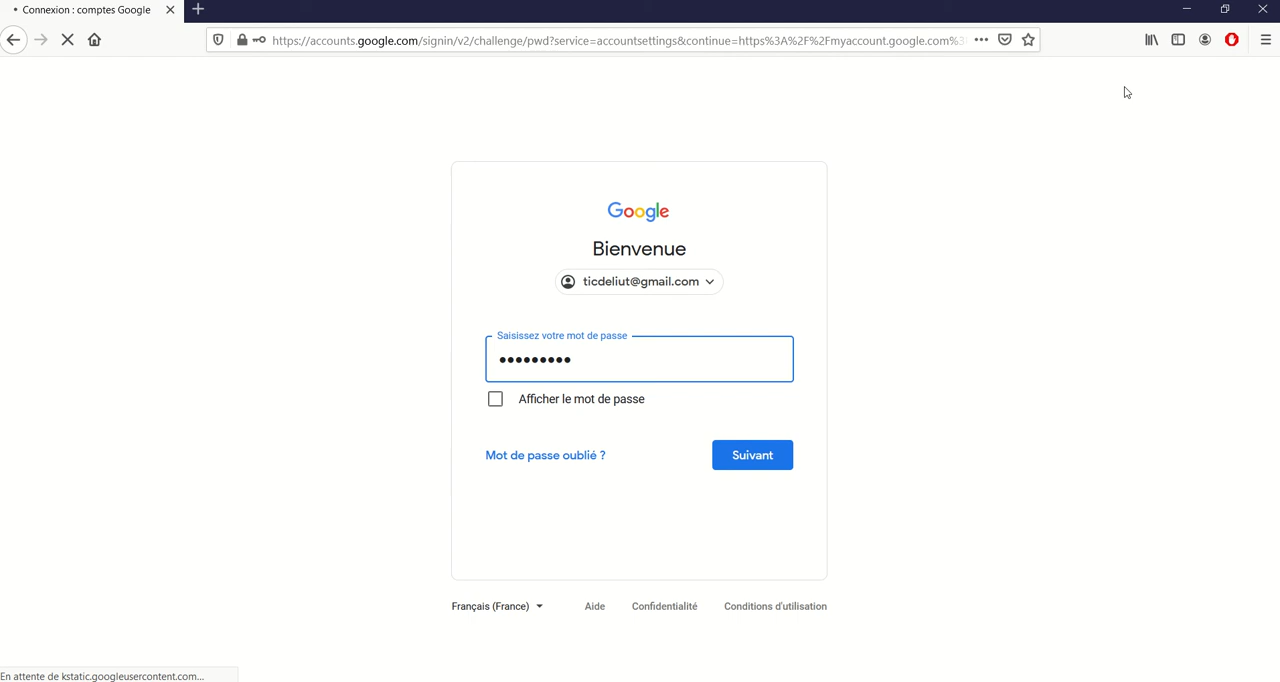 Connexion : comptes Google
https://accounts.google.com/signin/v2/challenge/pwd?service=accountsettings&continue=https%3A%2F%2Fmyaccount.google.com%3
Google
Bienvenue
ticdeliut@gmail.com
Saisissez votre mot de passe
•••••••••
Afficher le mot de passe
Mot de passe oublié ?
Suivant
Français (France)
Aide
Confidentialité
Conditions d'utilisation
En attente de kstatic.googleusercontent.com...